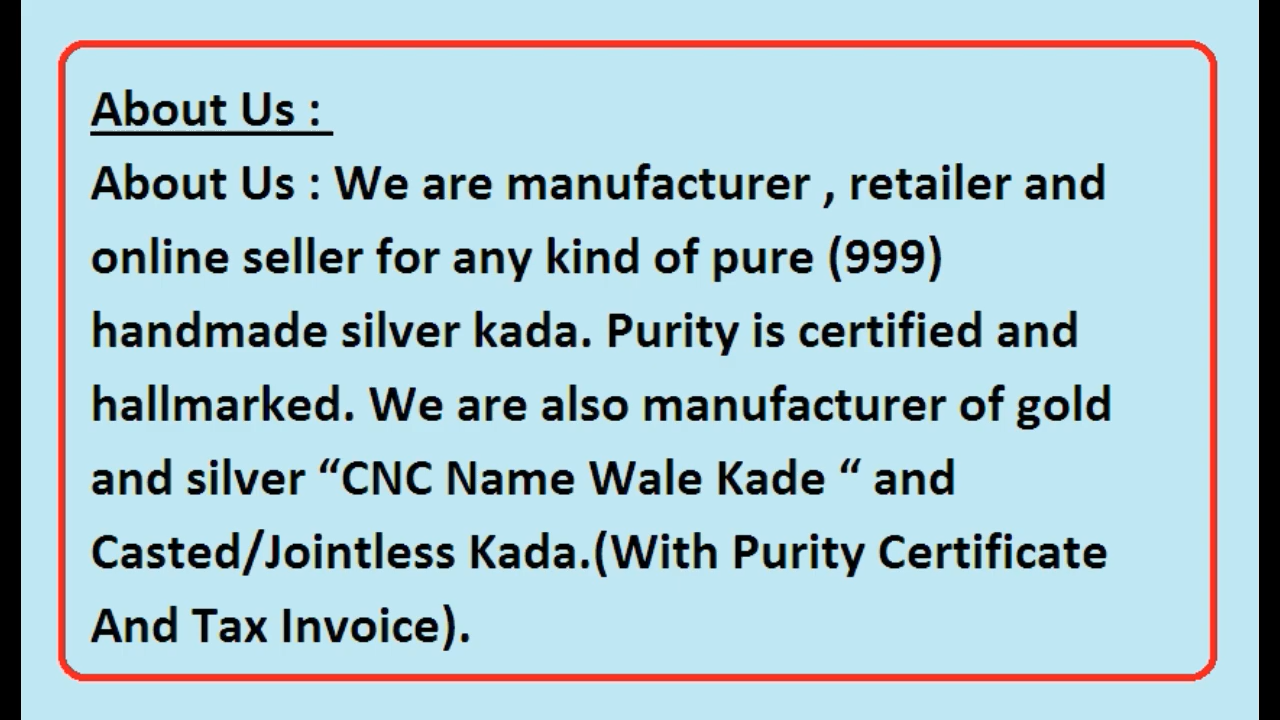 About Us :
About Us : We are manufacturer , retailer and
online seller for any kind of pure (999)
handmade silver kada. Purity is certified and
hallmarked. We are also manufacturer of gold
and silver “CNC Name Wale Kade “ and
Casted/Jointless Kada.(With Purity Certificate
And Tax Invoice).